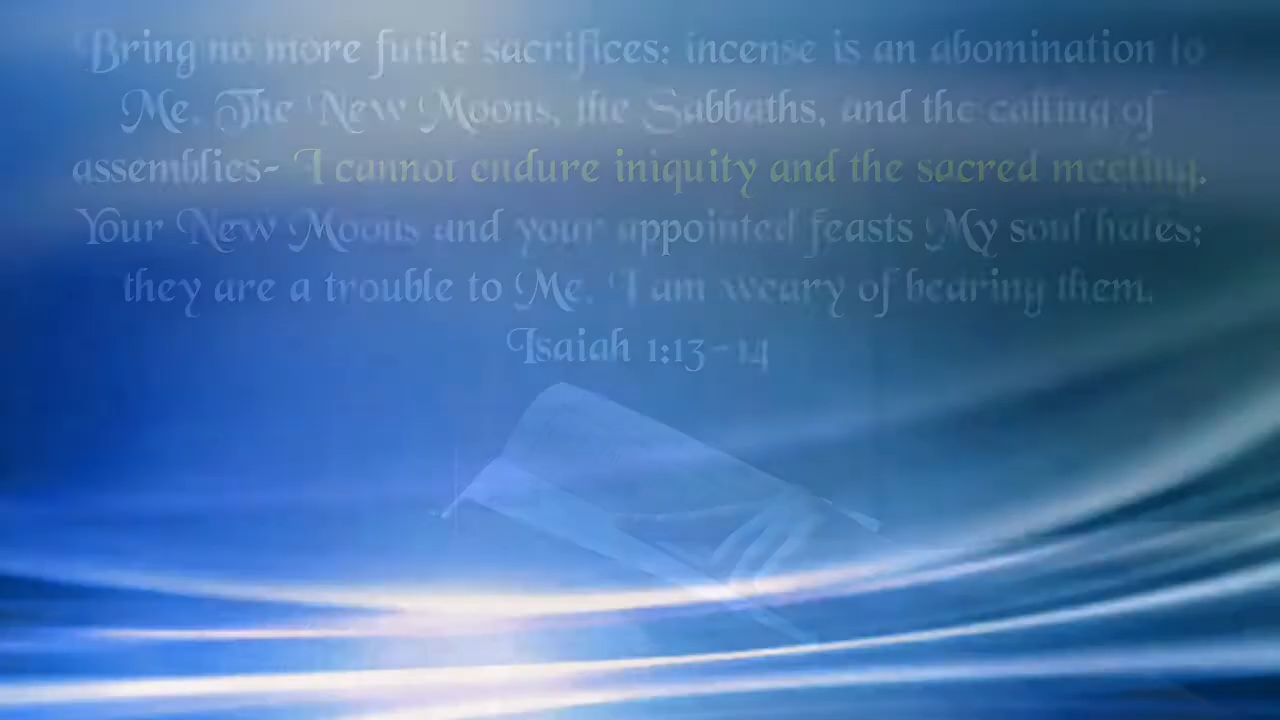 Bring no more futile sacrifices: incense is an abomination to
Me. The New Moons, the Sabbaths, and the calling of
assemblies- I cannot endure iniquity and the sacred meeting.
Your New Moons and your appointed feasts My soul hates;
they are a trouble to Me. I am weary of bearing them.
Isaiah 1:13-14